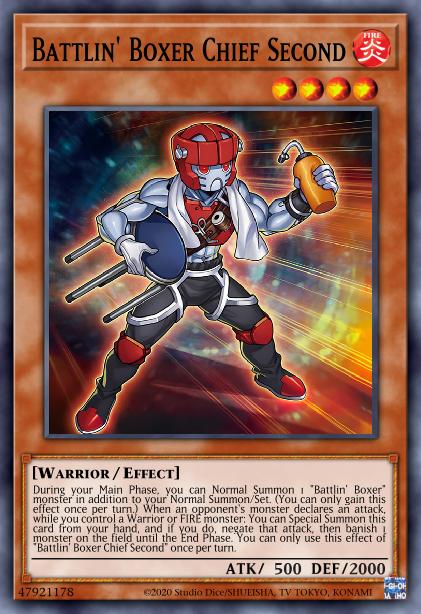 BATTLIN' BOXER CHIEF SECOND
FIRE
炎
[WARRIOR/EFFECT]
During your Main Phase, you can Normal Summon 1 "Battlin' Boxer"
monster in addition to your Normal Summon/Set. (You can only gain this
effect once per turn.) When an opponent's monster declares an attack,
while you control a Warrior or FIRE monster: You can Special Summon this
card from your hand, and if you do, negate that attack, then banish 1
monster on the field until the End Phase. You can only use this effect of
"Battlin' Boxer Chief Second" once per turn.
ATK/ 500 DEF/2000
47921178
©2020 Studio Dice/SHUEISHA, TV TOKYO, KONAMI